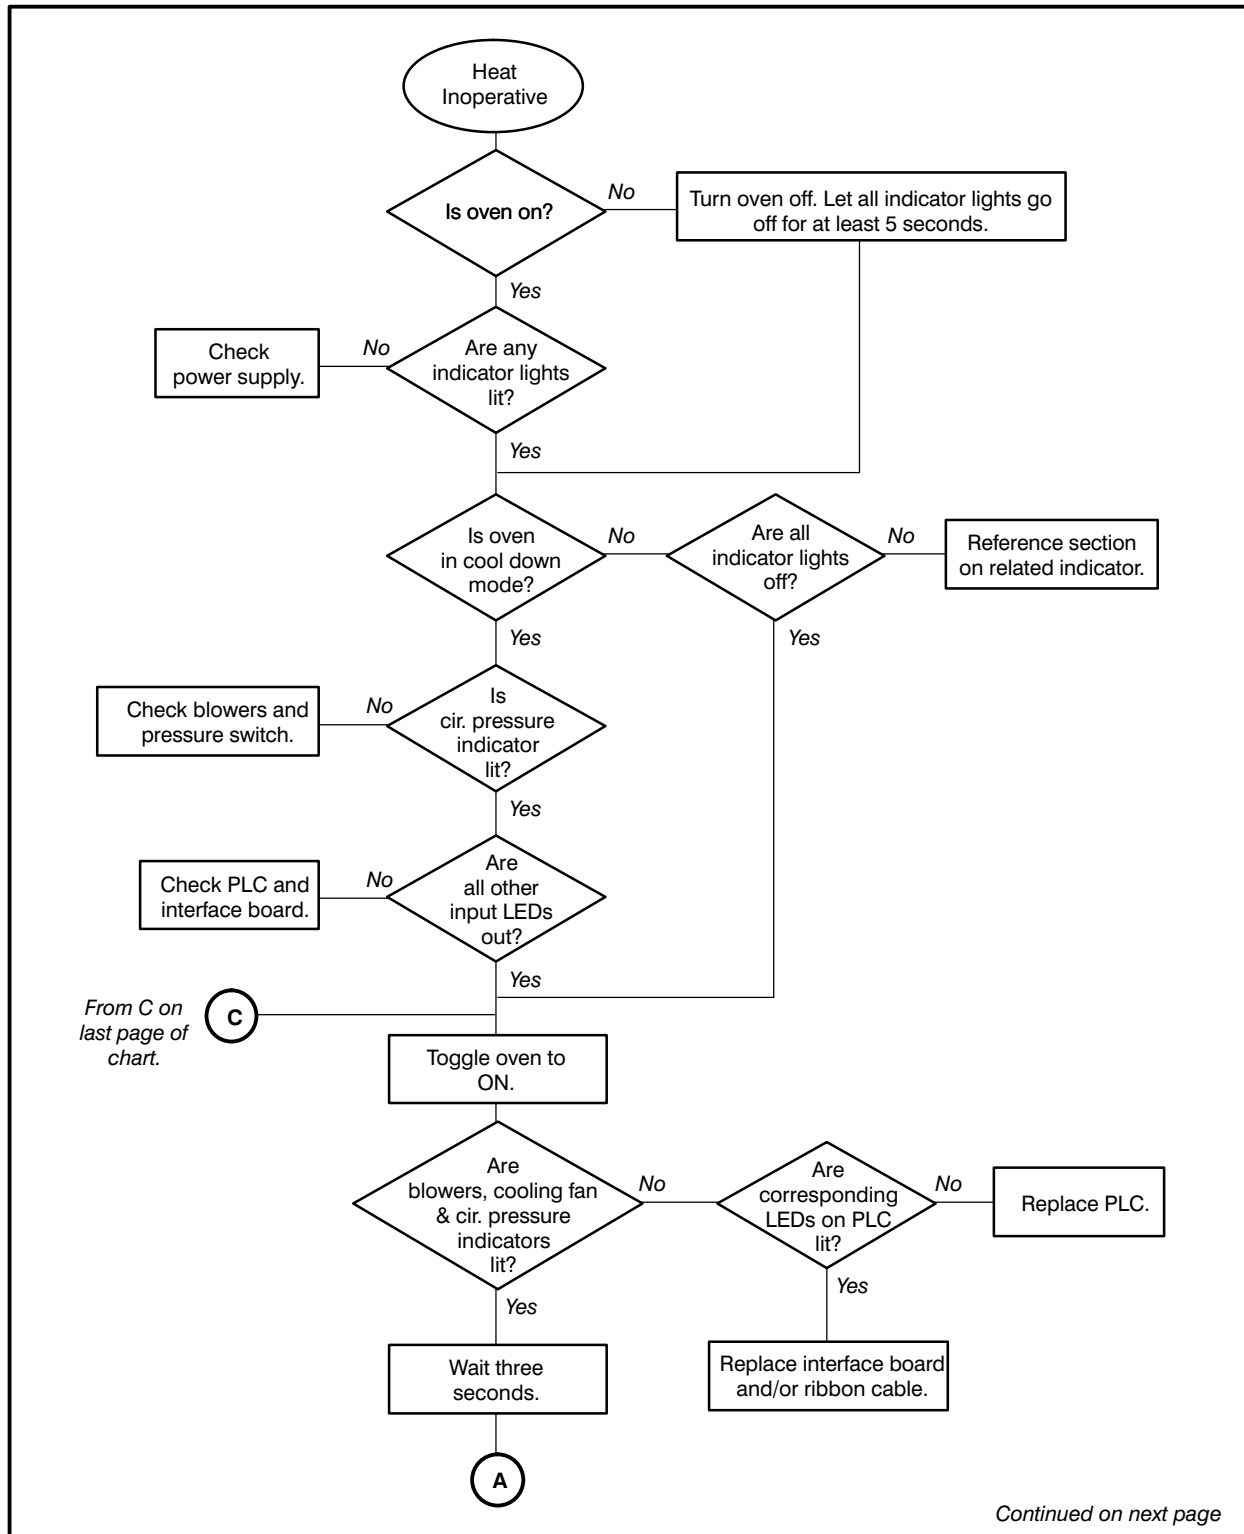 Heat
Inoperative
Is oven on?
No
Turn oven off. Let all indicator lights go
off for at least 5 seconds.
Yes
Check
power supply.
No
Are any
indicator lights
lit?
Yes
Is oven
in cool down
mode?
No
Are all
indicator lights
off?
No
Reference section
on related indicator.
Yes
Yes
Check blowers and
pressure switch.
No
Is
cir. pressure
indicator
lit?
Yes
Check PLC and
interface board.
No
Are
all other
input LEDs
out?
Yes
From C on
last page of
chart.
C
Toggle oven to
ON.
Are
blowers, cooling fan
& cir. pressure
indicators
lit?
No
Are
corresponding
LEDs on PLC
lit?
No
Replace PLC.
Yes
Yes
Wait three
seconds.
Replace interface board
and/or ribbon cable.
A
Continued on next page